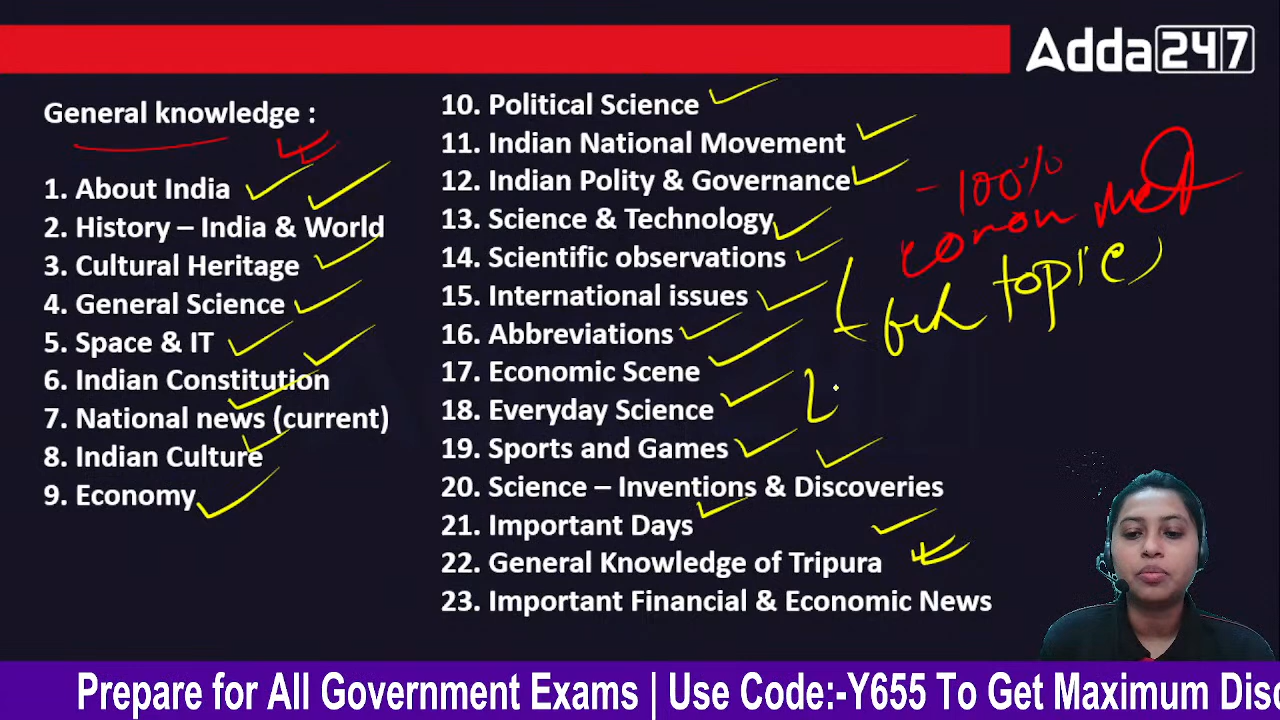 Adda247
General knowledge :
1. About India
2. History – India & World
3. Cultural Heritage
4. General Science
5. Space & IT
6. Indian Constitution
7. National news (current)
8. Indian Culture
9. Economy
10. Political Science
11. Indian National Movement
12. Indian Polity & Governance
13. Science & Technology
14. Scientific observations
15. International issues
16. Abbreviations
17. Economic Scene
18. Everyday Science
19. Sports and Games
20. Science – Inventions & Discoveries
21. Important Days
22. General Knowledge of Tripura
23. Important Financial & Economic News
-100%
topic
Prepare for All Government Exams | Use Code:-Y655 To Get Maximum Disc